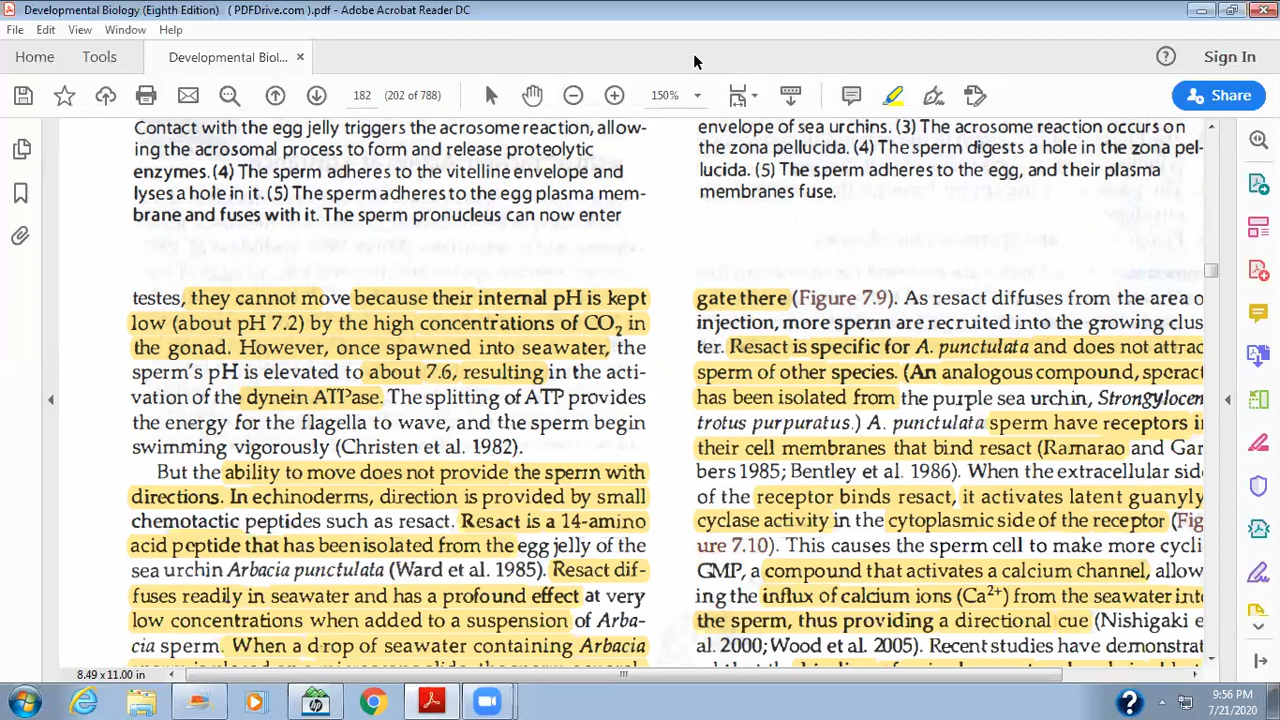 Developmental Biology (Eighth Edition) ( PDFDrive.com ).pdf - Adobe Acrobat Reader DC
File Edit View Window Help
Home Tools Developmental Biol... × ? Sign In
182 (202 of 788) 150% Share
Contact with the egg jelly triggers the acrosome reaction, allow-
ing the acrosomal process to form and release proteolytic
enzymes. (4) The sperm adheres to the vitelline envelope and
lyses a hole in it. (5) The sperm adheres to the egg plasma mem-
brane and fuses with it. The sperm pronucleus can now enter
testes, they cannot move because their internal pH is kept
low (about pH 7.2) by the high concentrations of CO2 in
the gonad. However, once spawned into seawater, the
sperm's pH is elevated to about 7.6, resulting in the acti-
vation of the dynein ATPase. The splitting of ATP provides
the energy for the flagella to wave, and the sperm begin
swimming vigorously (Christen et al. 1982).
But the ability to move does not provide the sperm with
directions. In echinoderms, direction is provided by small
chemotactic peptides such as resact. Resact is a 14-amino
acid peptide that has been isolated from the egg jelly of the
sea urchin Arbacia punctulata (Ward et al. 1985). Resact dif-
fuses readily in seawater and has a profound effect at very
low concentrations when added to a suspension of Arba-
cia sperm. When a drop of seawater containing Arbacia
envelope of sea urchins. (3) The acrosome reaction occurs on
the zona pellucida. (4) The sperm digests a hole in the zona pel-
lucida. (5) The sperm adheres to the egg, and their plasma
membranes fuse.
gate there (Figure 7.9). As resact diffuses from the area o
injection, more sperm are recruited into the growing clus
ter. Resact is specific for A. punctulata and does not attrac
sperm of other species. (An analogous compound, speract
has been isolated from the purple sea urchin, Strongylocen
trotus purpuratus.) A. punctulata sperm have receptors in
their cell membranes that bind resact (Ramarao and Gar
bers 1985; Bentley et al. 1986). When the extracellular side
of the receptor binds resact, it activates latent guanyly
cyclase activity in the cytoplasmic side of the receptor (Fig
ure 7.10). This causes the sperm cell to make more cycli
GMP, a compound that activates a calcium channel, allow
ing the influx of calcium ions (Ca2+) from the seawater into
the sperm, thus providing a directional cue (Nishigaki e
al. 2000; Wood et al. 2005). Recent studies have demonstrat
8.49 x 11.00 in
9:56 PM
7/21/2020